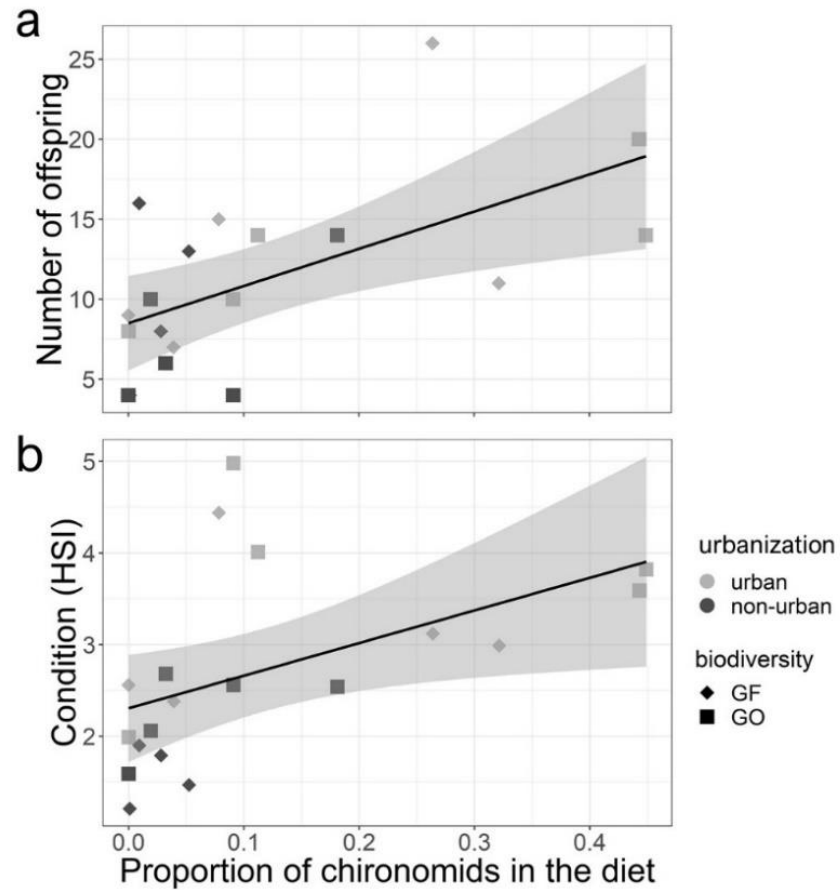 a
Number of offspring
25
20
15
10
5
b
Condition (HSI)
5
4
3
2
0.0 0.1 0.2 0.3 0.4
Proportion of chironomids in the diet
urbanization
urban
non-urban
biodiversity
GF
GO